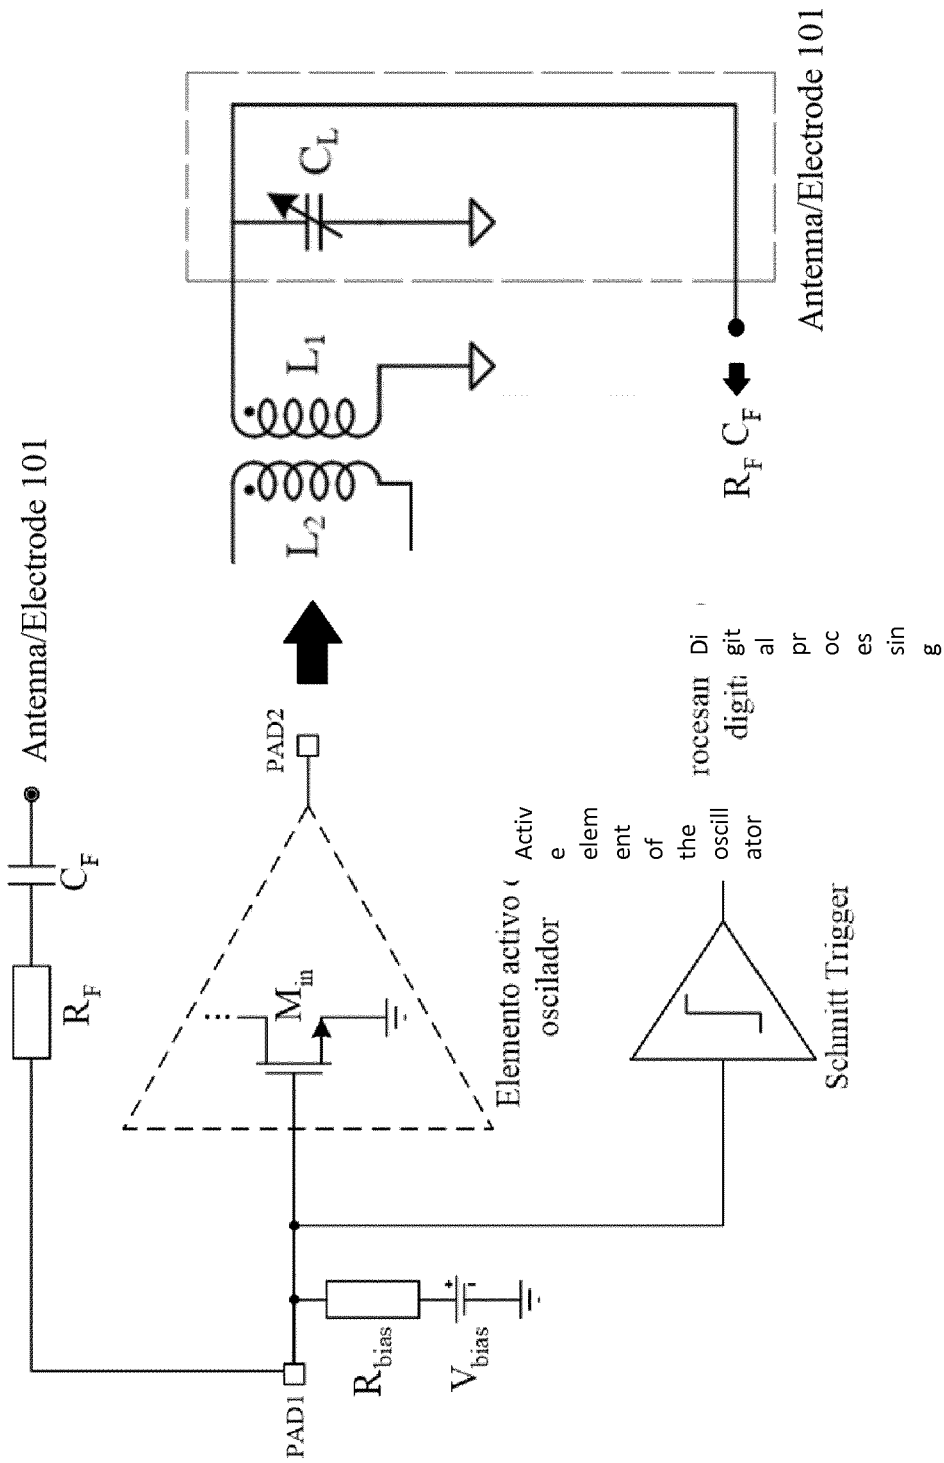 Antenna/Electrode 101
C_F
R_F
PAD1
R_bias
V_bias
+
-
M_in
...
PAD2
Elemento activo
oscilador
Activ
e
elem
ent
of
the
oscill
ator
Schmitt Trigger
rocesan
digit
Di
git
al
pr
oc
es
sin
g
L_2
L_1
C_L
R_F C_F
Antenna/Electrode 101